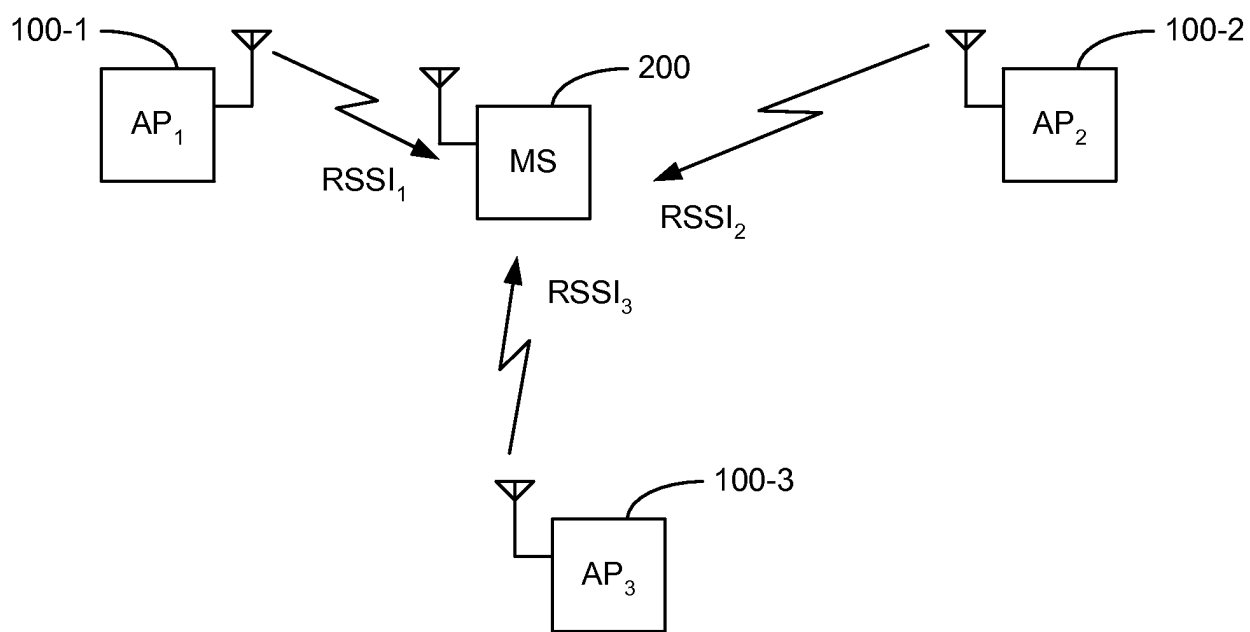 100-1
200
100-2
AP₁
MS
AP₂
RSSI₁
RSSI₂
RSSI₃
100-3
AP₃